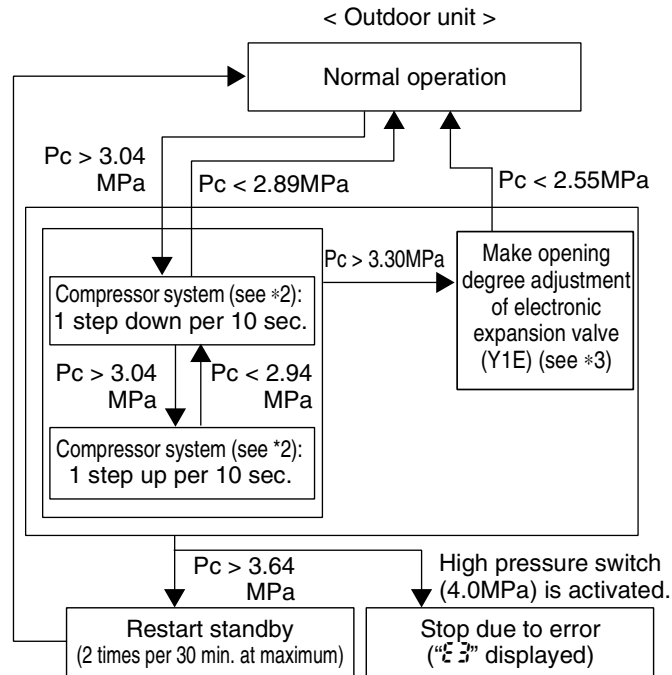 < Outdoor unit >
Normal operation
Pc > 3.04
MPa
Pc < 2.89MPa
Pc < 2.55MPa
Compressor system (see *2):
1 step down per 10 sec.
Pc > 3.30MPa
Make opening
degree adjustment
of electronic
expansion valve
(Y1E) (see *3)
Pc > 3.04
MPa
Pc < 2.94
MPa
Compressor system (see *2):
1 step up per 10 sec.
Pc > 3.64
MPa
High pressure switch
(4.0MPa) is activated.
Restart standby
(2 times per 30 min. at maximum)
Stop due to error
("E3" displayed)